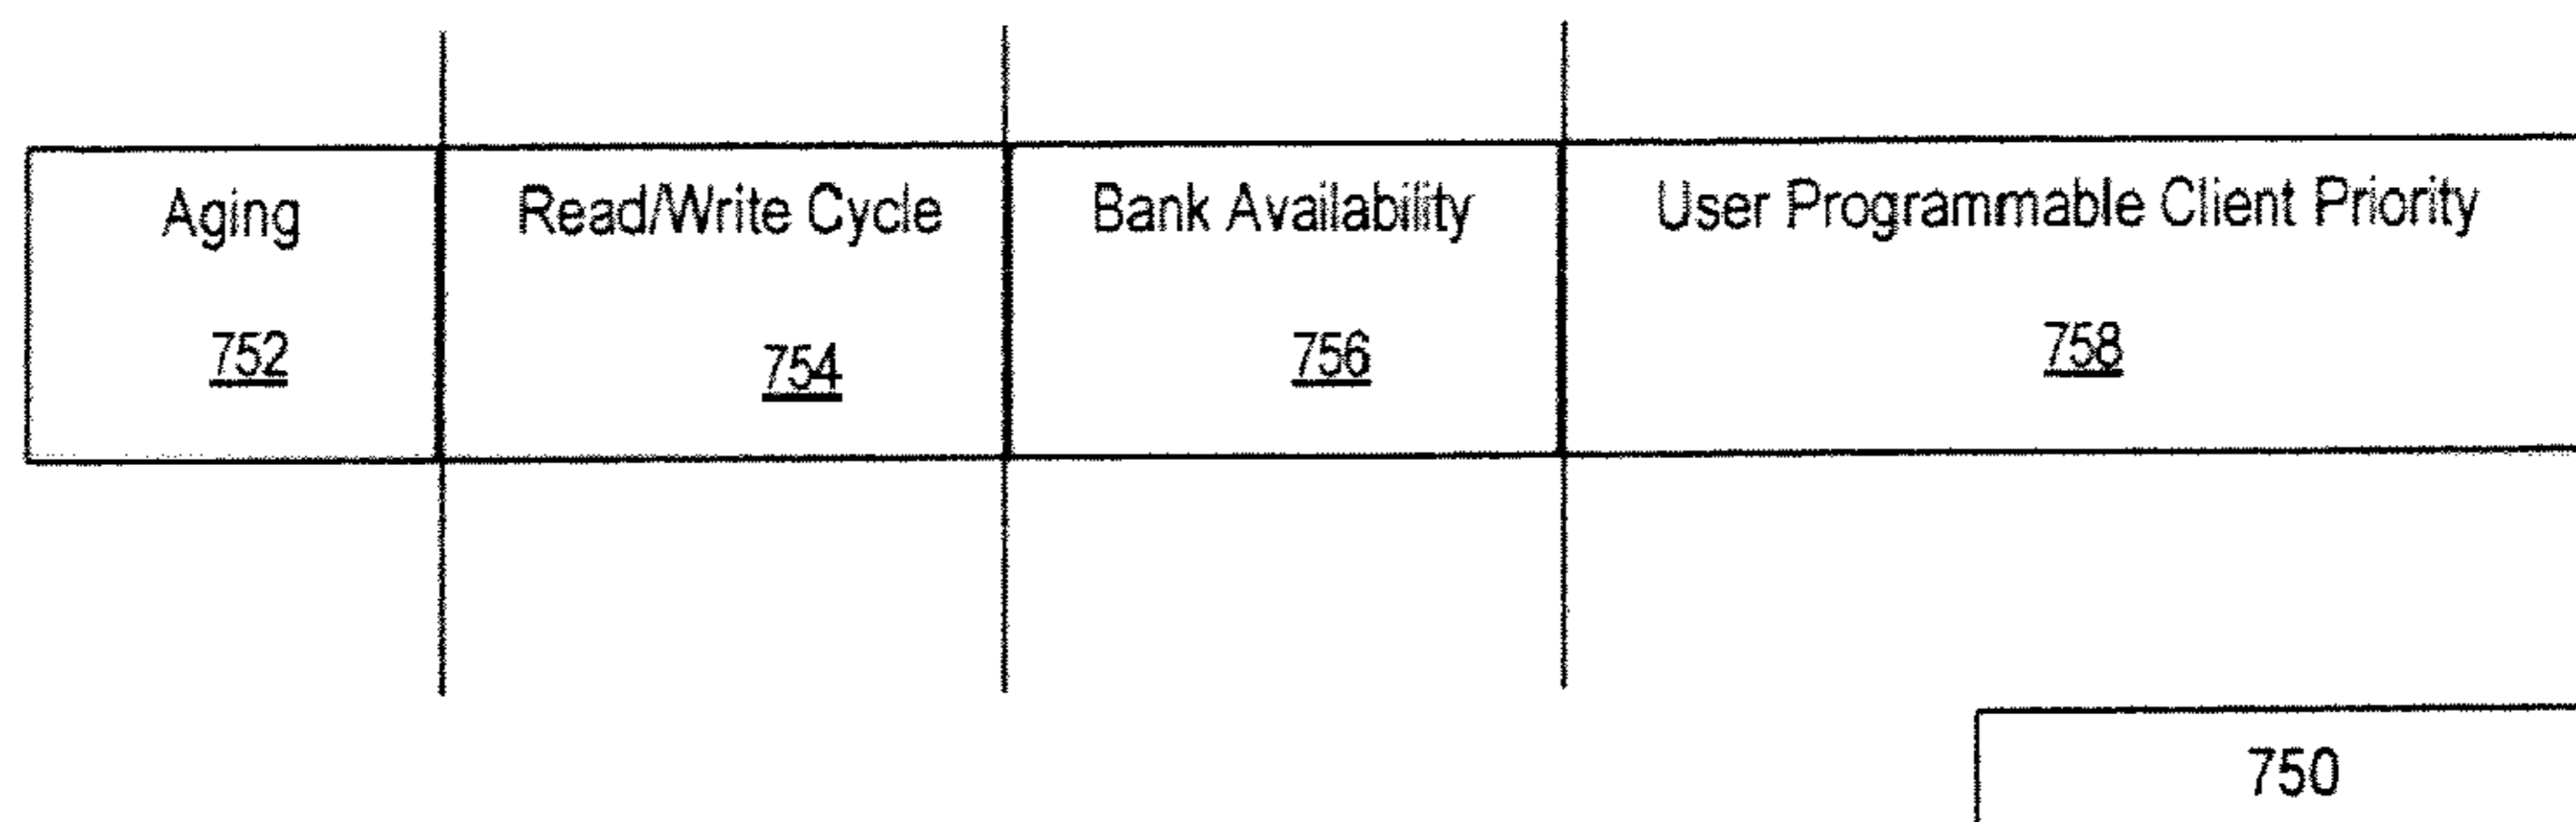 Aging Read/Write Cycle Bank Availability User Programmable Client Priority
752 754 756 758
750